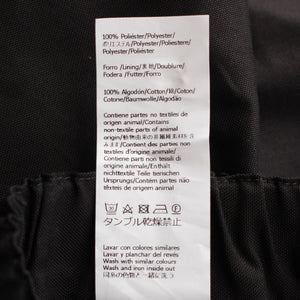 100% Poliéster/Polyester/
ポリエステル/Polyester/Poliestere/
Polyester/Poliéster
Forro/Lining/裏地/Doublure/
Fodera/Futter/Forro
100% Algodón/Cotton/綿/Coton/
Cotone/Baumwolle/Algodão
Contiene partes no textiles de
origen animal/Contains
non-textile parts of animal
origin/動物由来の非繊維素材を含
みます/Contient des parties
non textiles d'origine animale/
Contiene parti non tessili di
origine animale/Enthält
nichttextile Teile tierischen
Ursprungs/Contém partes não
têxteis de origem animal
タンブル乾燥禁止
Lavar con colores similares
Lavar y planchar del revés
Wash with similar colours
Wash and iron inside out